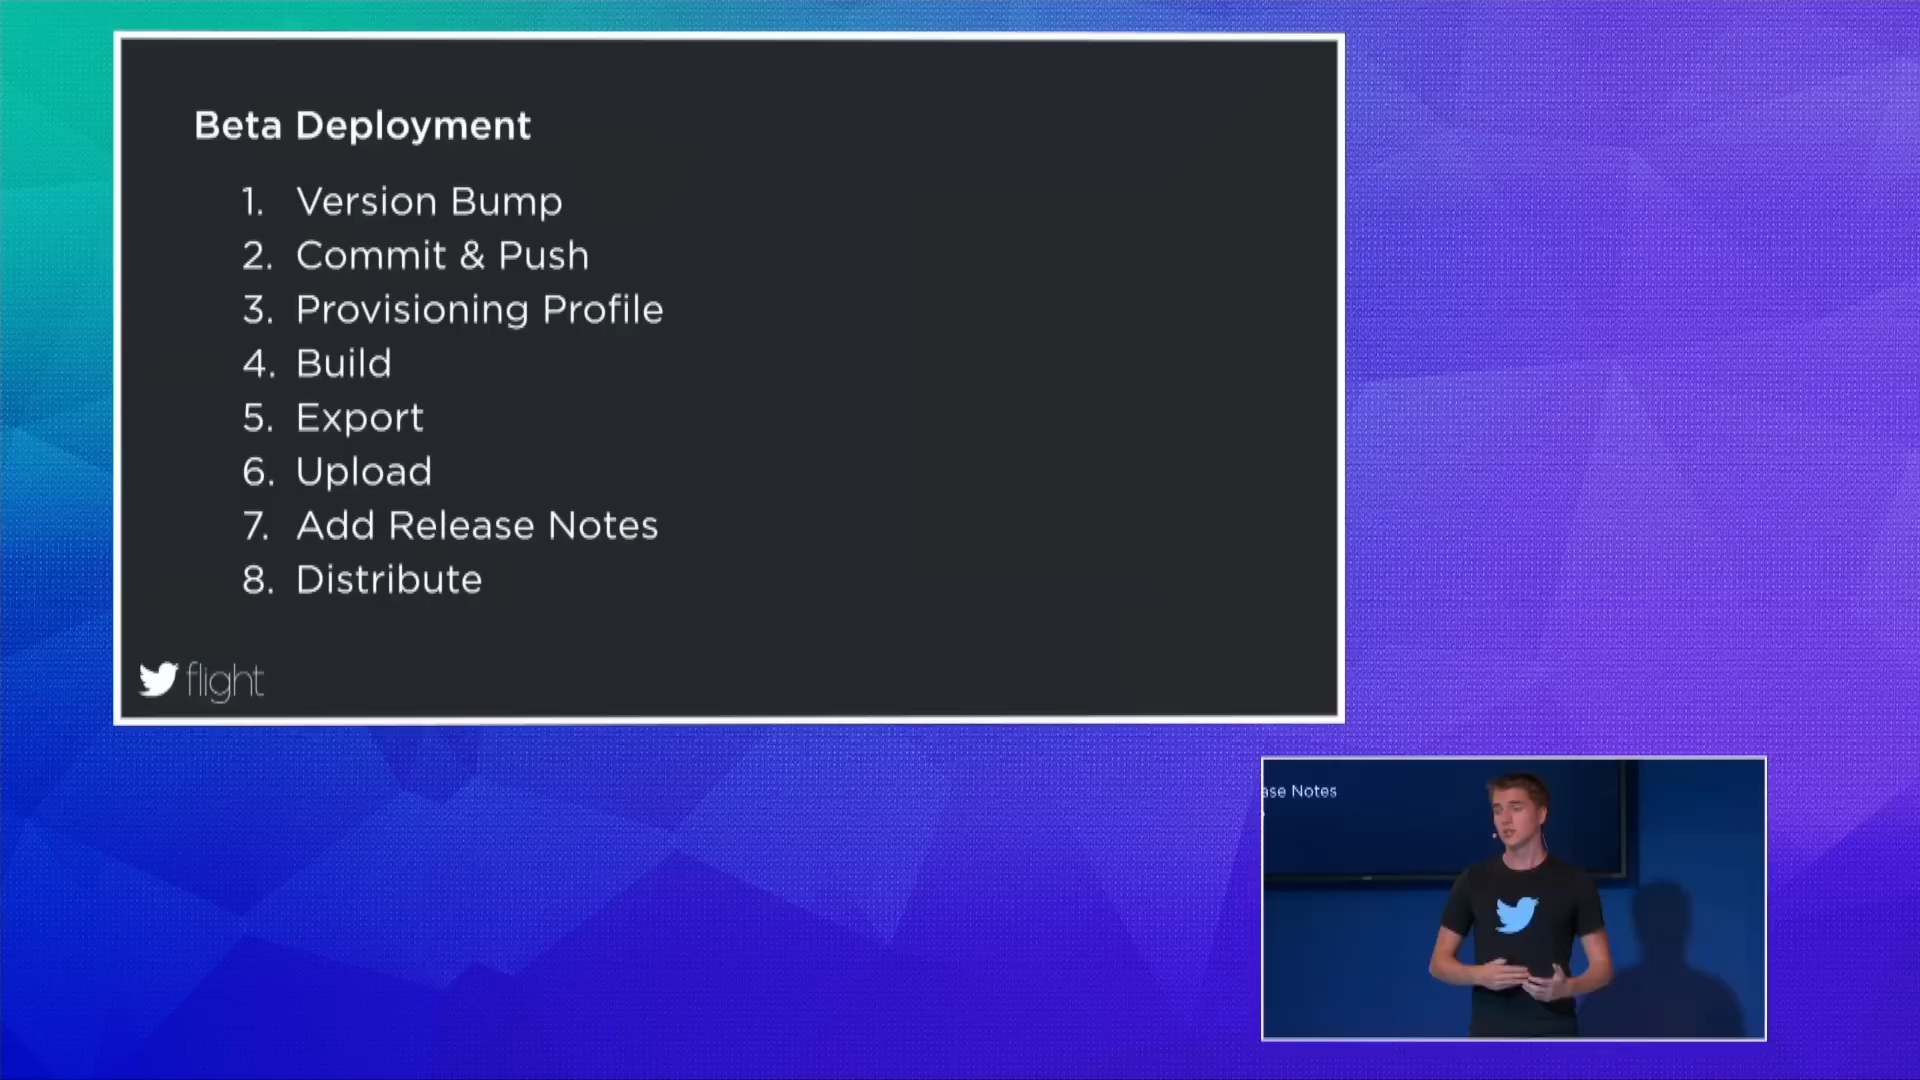 Beta Deployment
1. Version Bump
2. Commit & Push
3. Provisioning Profile
4. Build
5. Export
6. Upload
7. Add Release Notes
8. Distribute
flight
ase Notes